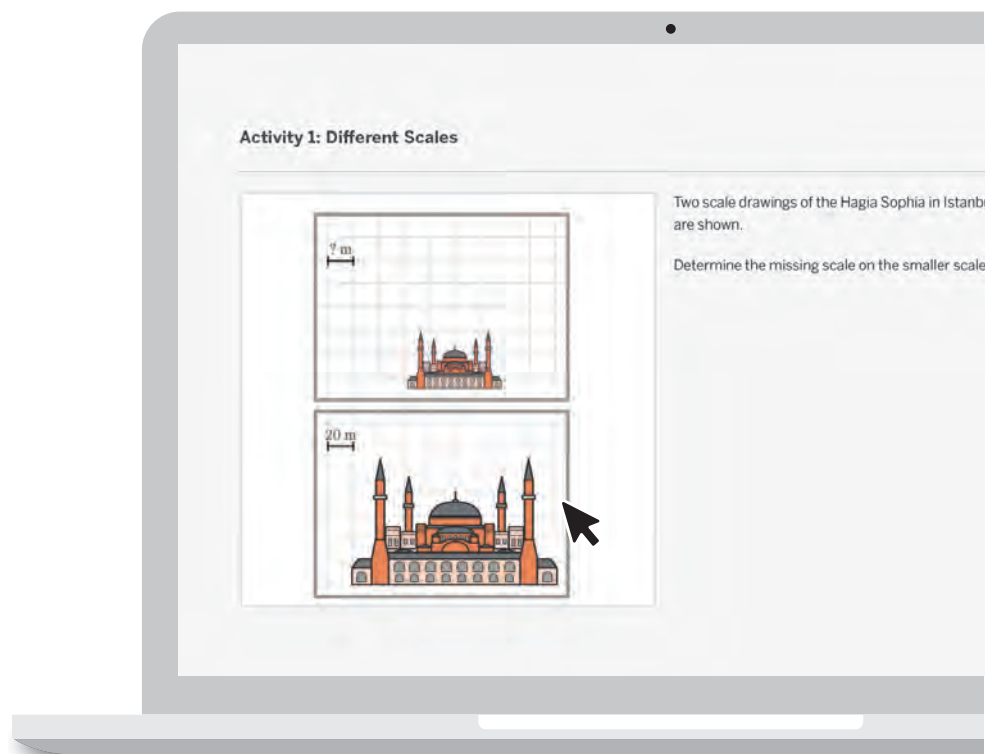 Activity 1: Different Scales
Two scale drawings of the Hagia Sophia in Istanb
are shown.
Determine the missing scale on the smaller scale
? m
20 m